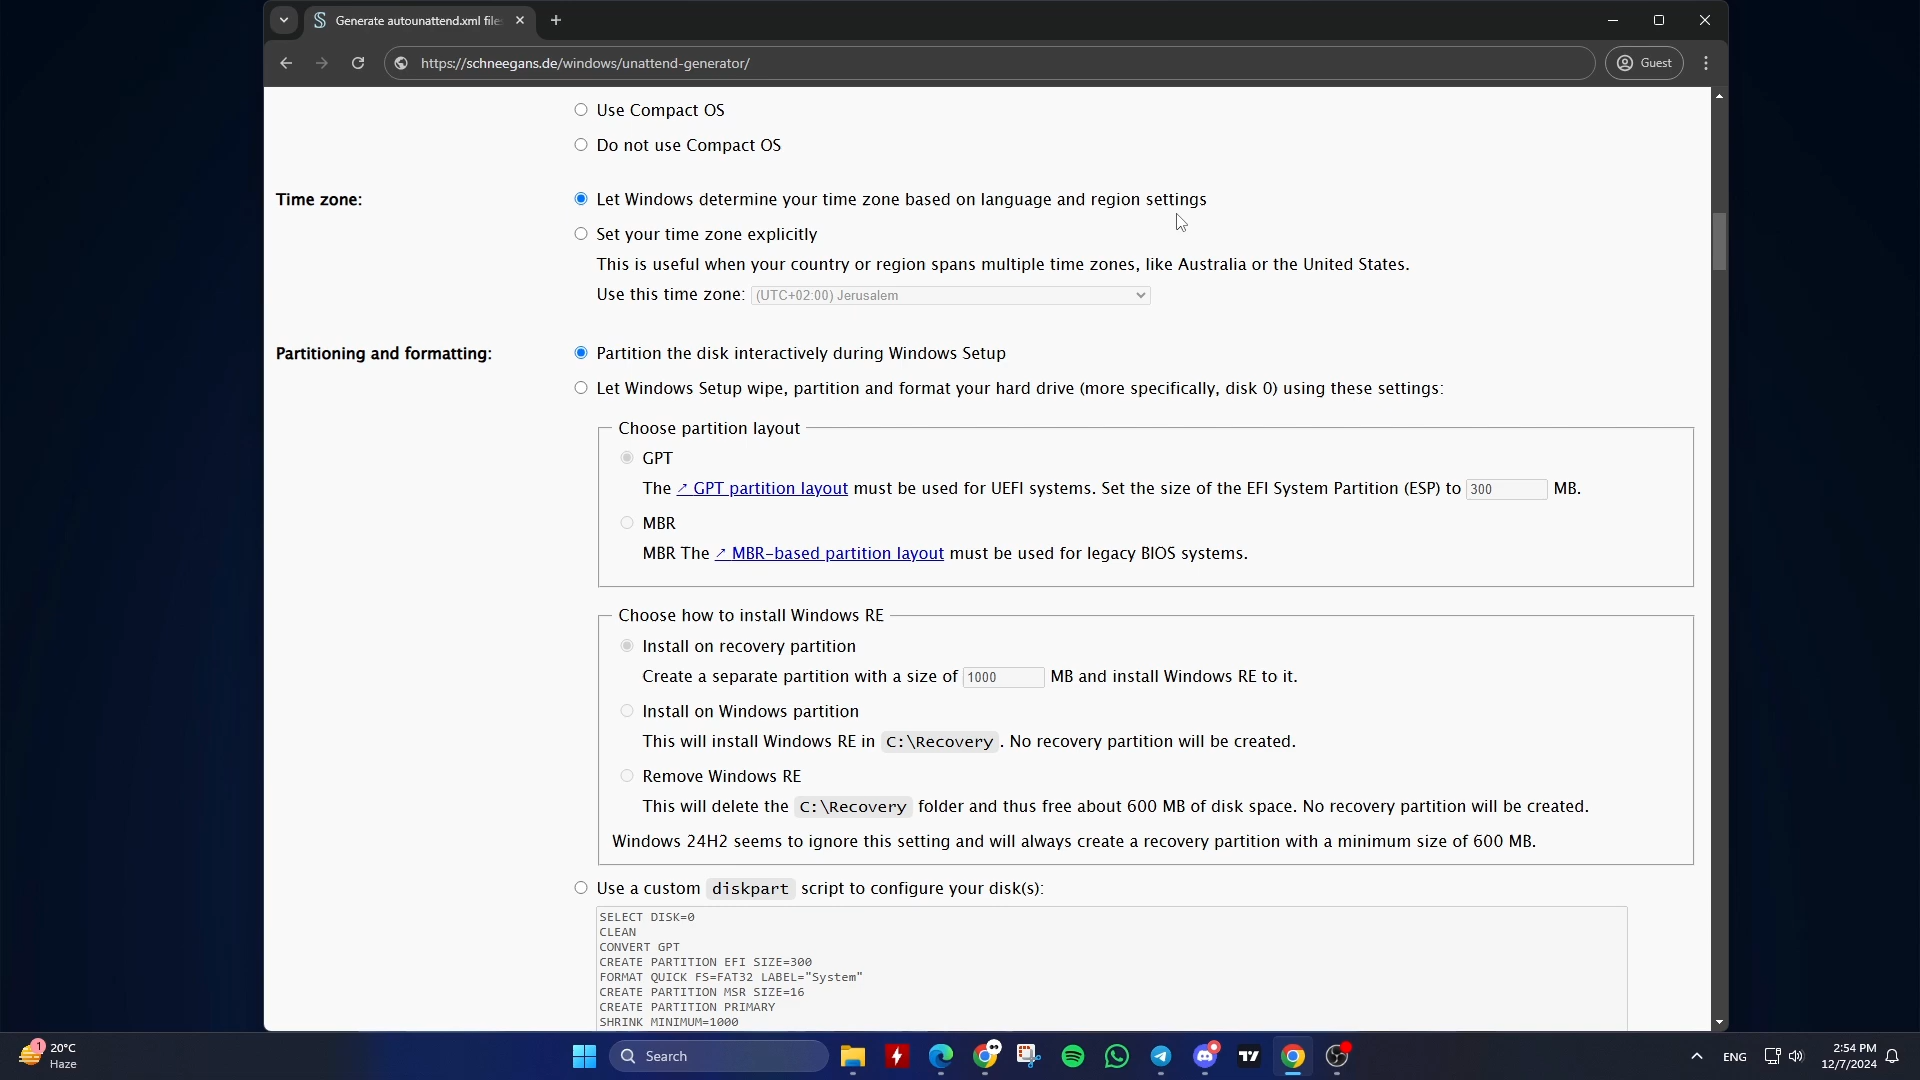 Generate autounattend.xml file
https://schneegans.de/windows/unattend-generator/
Guest
Use Compact OS
Do not use Compact OS
Time zone:
Let Windows determine your time zone based on language and region settings
Set your time zone explicitly
This is useful when your country or region spans multiple time zones, like Australia or the United States.
Use this time zone: (UTC+02:00) Jerusalem
Partitioning and formatting:
Partition the disk interactively during Windows Setup
Let Windows Setup wipe, partition and format your hard drive (more specifically, disk 0) using these settings:
Choose partition layout
GPT
The ↗ GPT partition layout must be used for UEFI systems. Set the size of the EFI System Partition (ESP) to 300 MB.
MBR
MBR The ↗ MBR-based partition layout must be used for legacy BIOS systems.
Choose how to install Windows RE
Install on recovery partition
Create a separate partition with a size of 1000 MB and install Windows RE to it.
Install on Windows partition
This will install Windows RE in C:\Recovery. No recovery partition will be created.
Remove Windows RE
This will delete the C:\Recovery folder and thus free about 600 MB of disk space. No recovery partition will be created.
Windows 24H2 seems to ignore this setting and will always create a recovery partition with a minimum size of 600 MB.
Use a custom diskpart script to configure your disk(s):
SELECT DISK=0
CLEAN
CONVERT GPT
CREATE PARTITION EFI SIZE=300
FORMAT QUICK FS=FAT32 LABEL="System"
CREATE PARTITION MSR SIZE=16
CREATE PARTITION PRIMARY
SHRINK MINIMUM=1000
1
20°C
Haze
Search
ENG
2:54 PM
12/7/2024